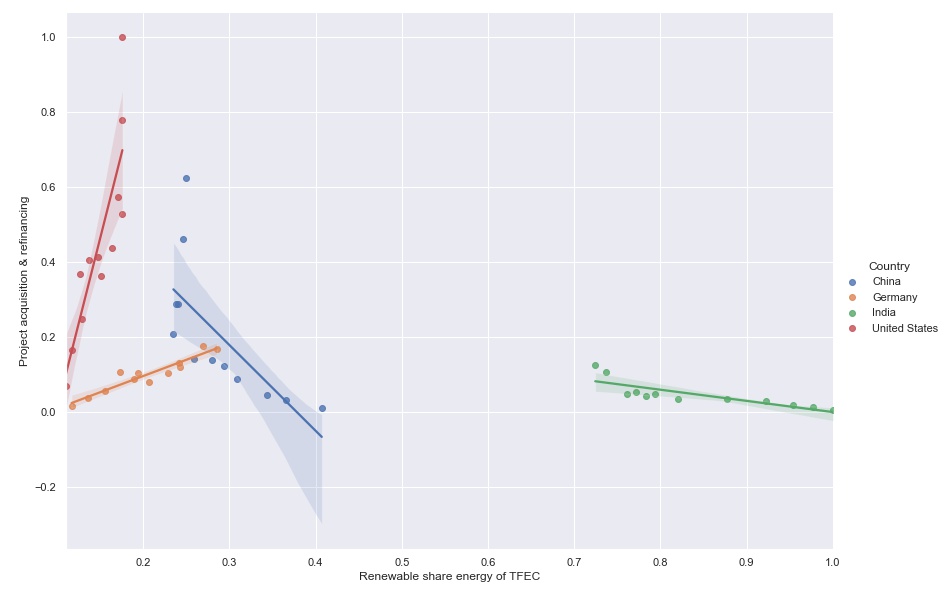 1.0
0.8
0.6
0.4
0.2
0.0
−0.2
Project acquisition & refinancing
0.2 0.3 0.4 0.5 0.6 0.7 0.8 0.9 1.0
Renewable share energy of TFEC
Country
China
Germany
India
United States